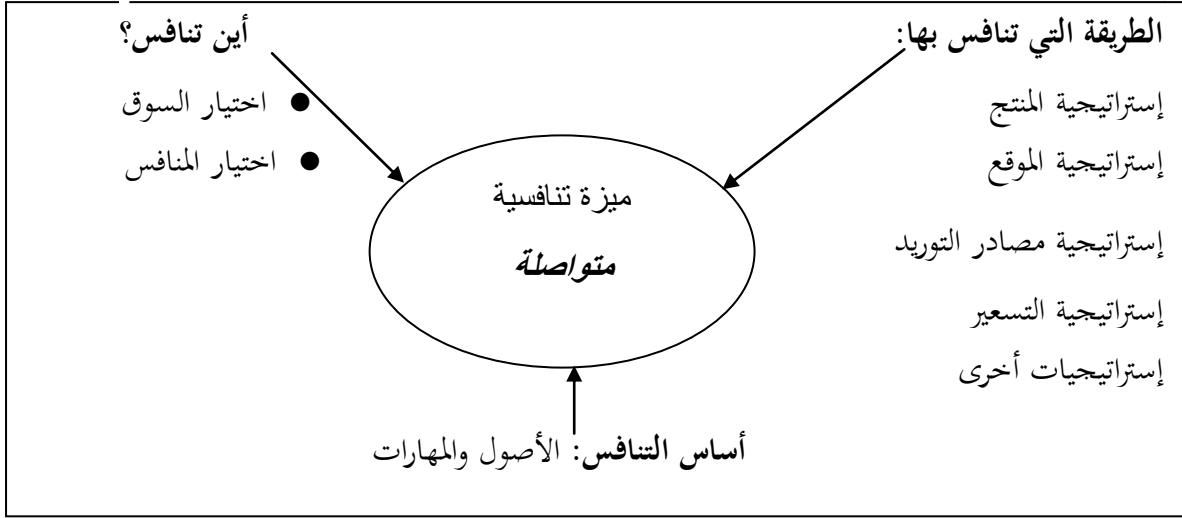 الطريقة التي تنافس بها:
إستراتيجية المنتج
إستراتيجية الموقع
إستراتيجية مصادر التوريد
إستراتيجية التسعير
إستراتيجيات أخرى
أين تنافس؟
● اختيار السوق
● اختيار المنافس
ميزة تنافسية
متواصلة
أساس التنافس: الأصول والمهارات